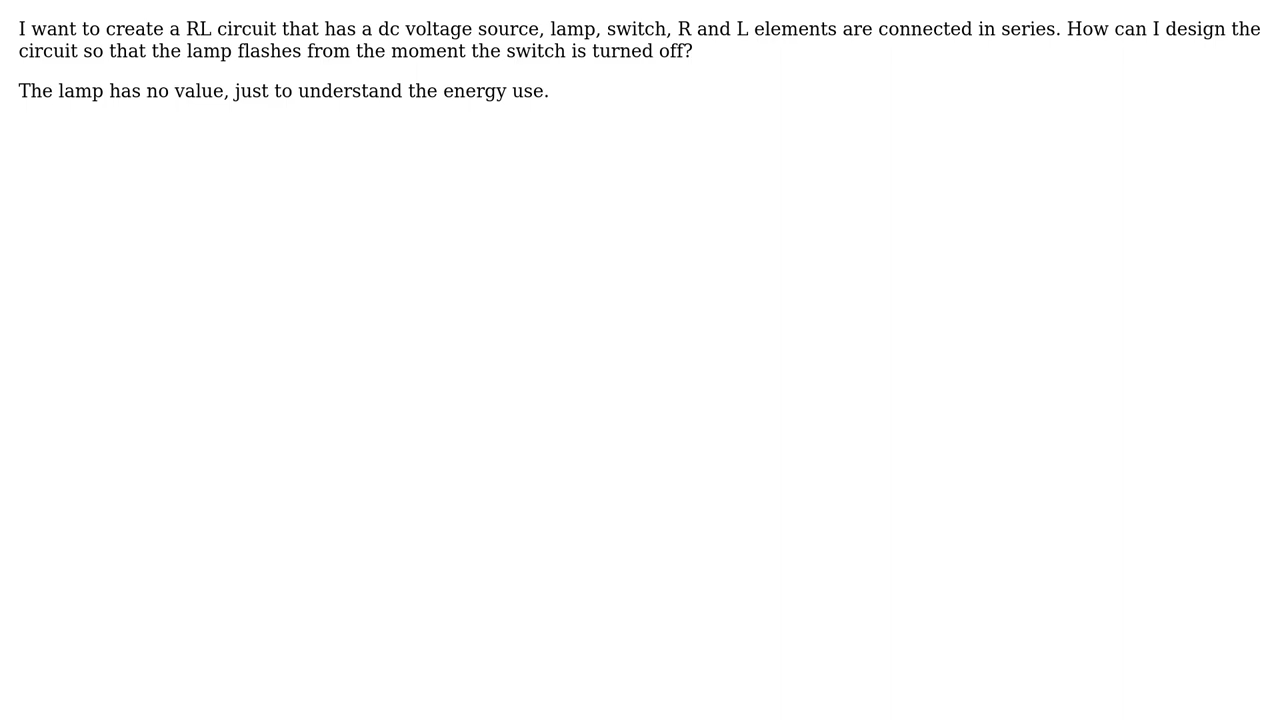 I want to create a RL circuit that has a dc voltage source, lamp, switch, R and L elements are connected in series. How can I design the
circuit so that the lamp flashes from the moment the switch is turned off?
The lamp has no value, just to understand the energy use.